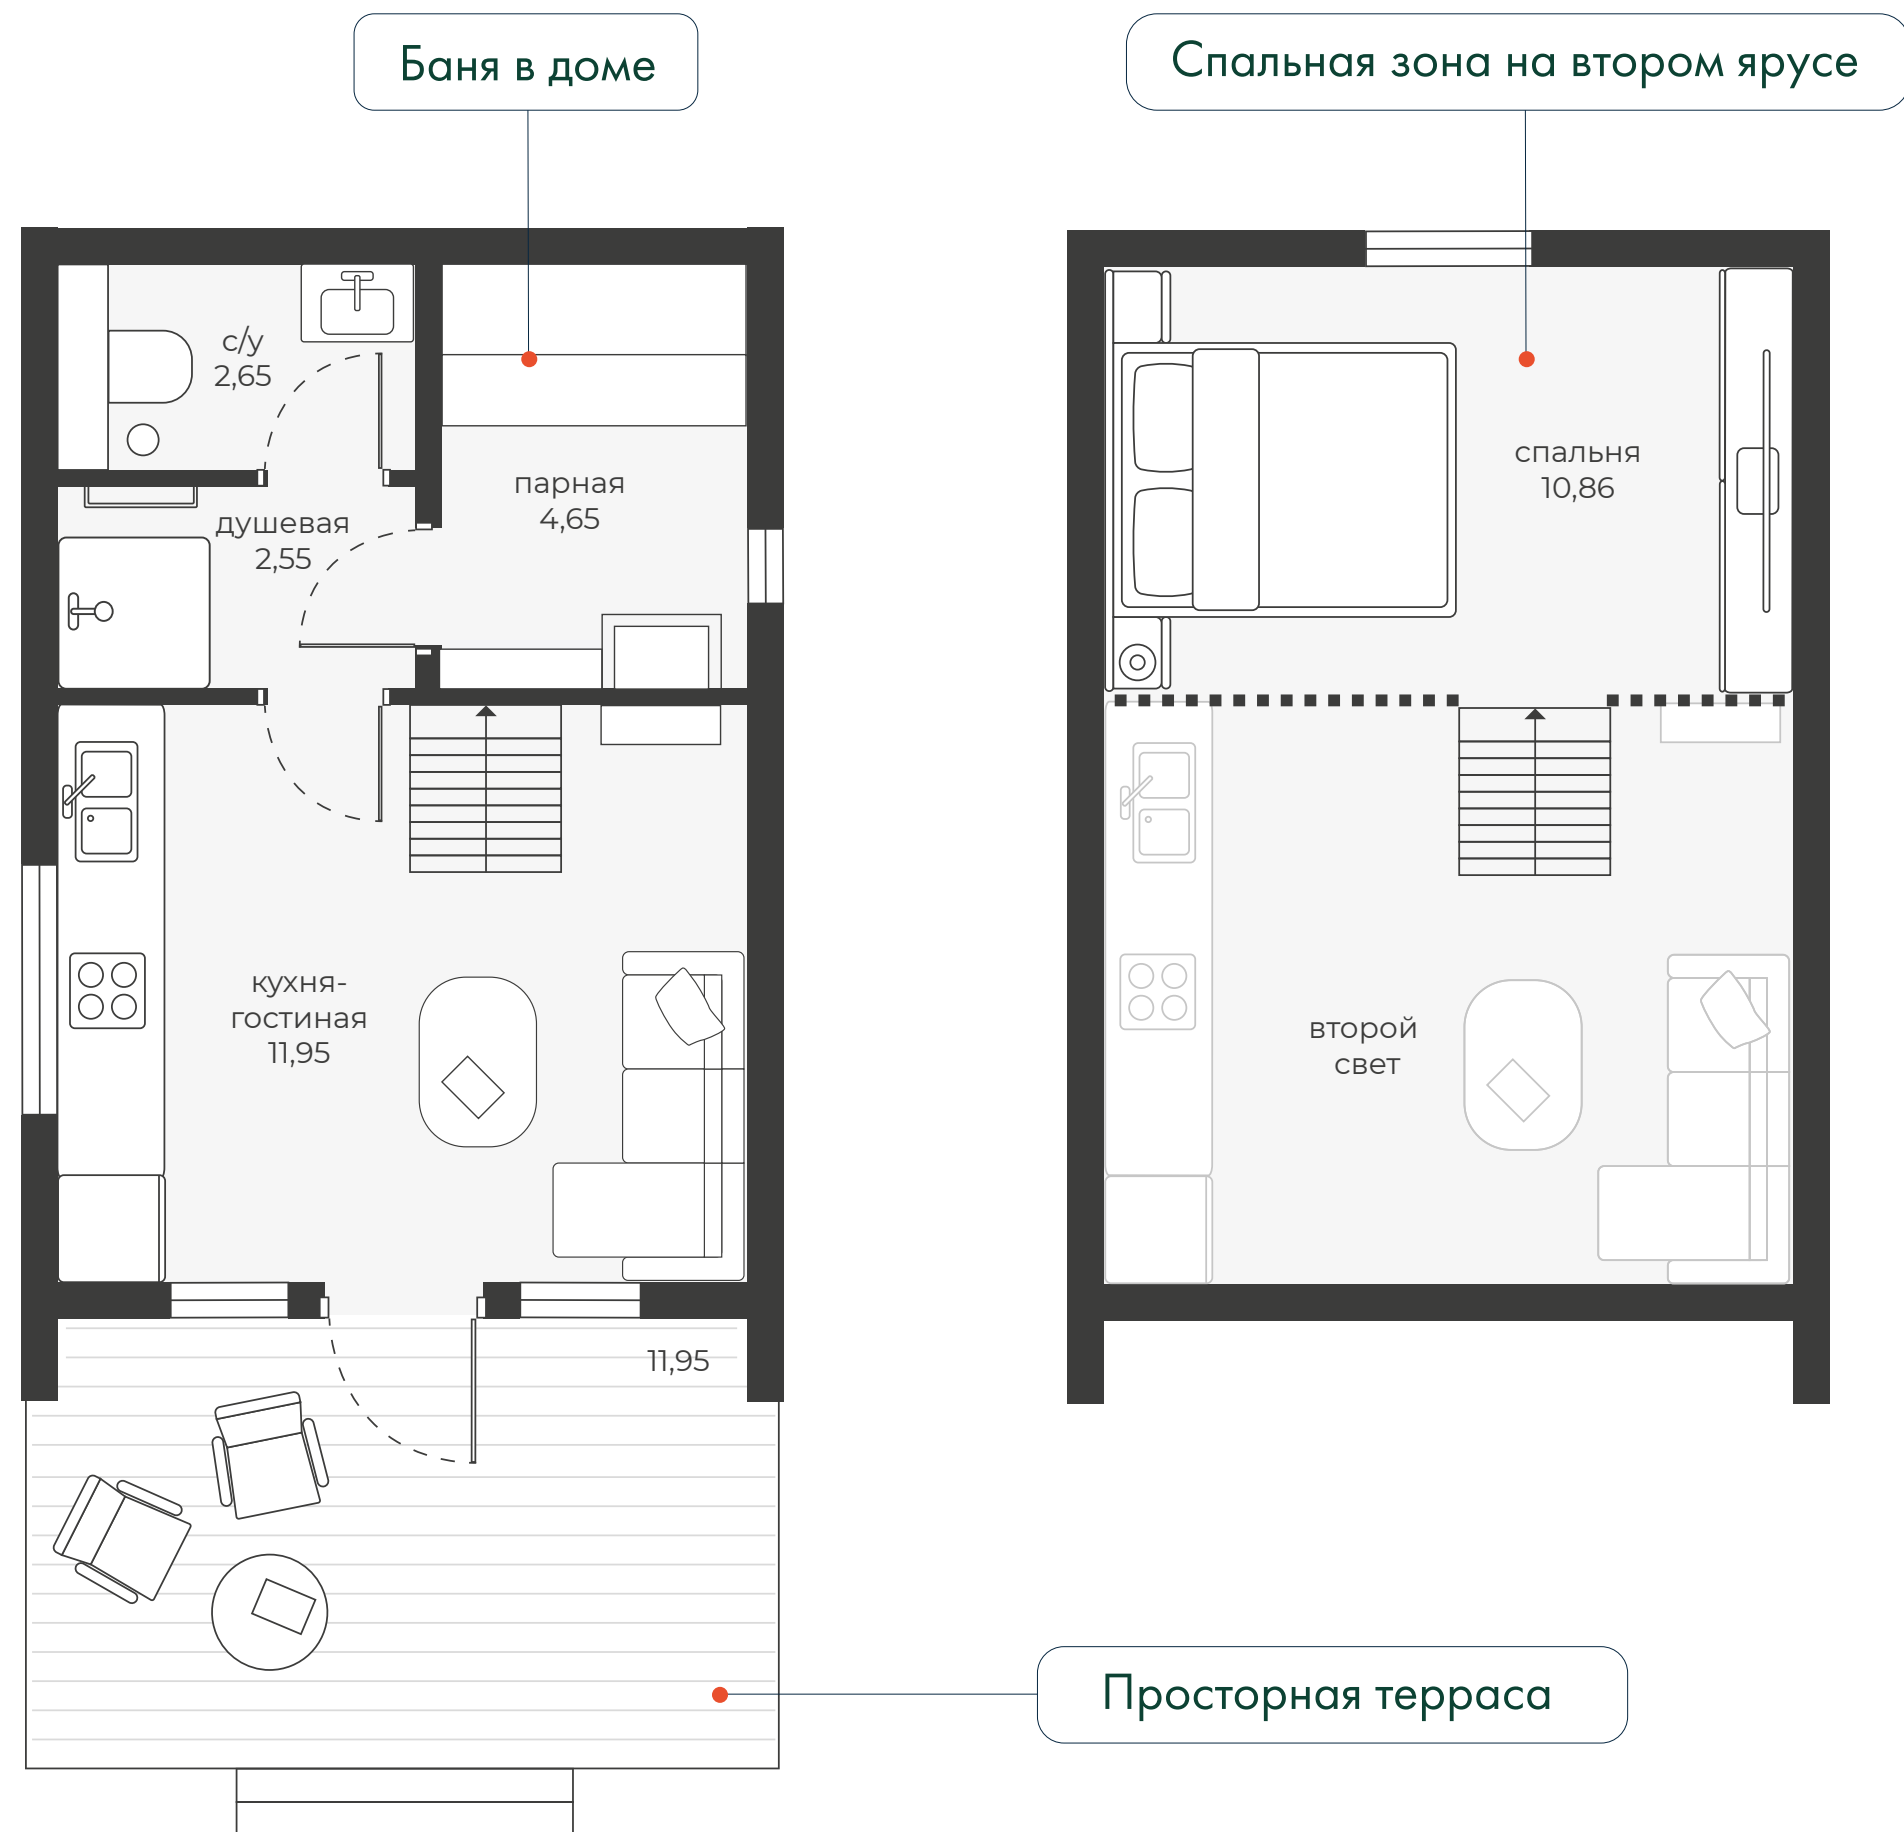 Баня в доме
Спальная зона на втором ярусе
с/у
2,65
парная
4,65
душевая
2,55
кухня-
гостиная
11,95
11,95
спальня
10,86
второй
свет
Просторная терраса